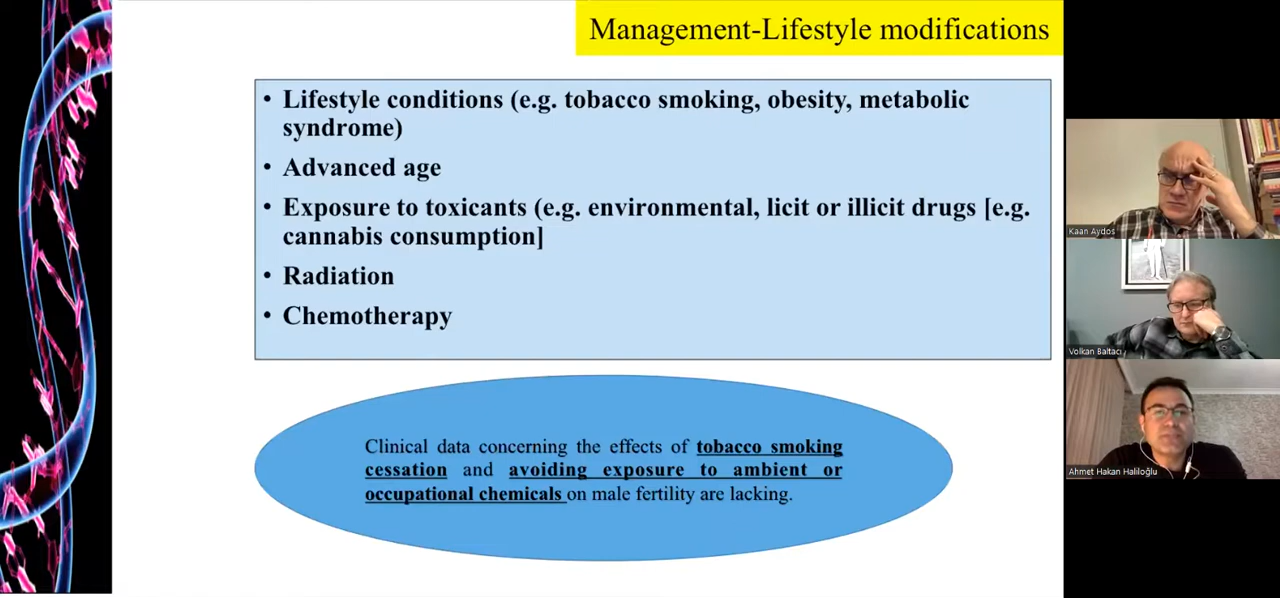 Management-Lifestyle modifications
• Lifestyle conditions (e.g. tobacco smoking, obesity, metabolic
syndrome)
• Advanced age
• Exposure to toxicants (e.g. environmental, licit or illicit drugs [e.g.
cannabis consumption]
• Radiation
• Chemotherapy
Clinical data concerning the effects of tobacco smoking
cessation and avoiding exposure to ambient or
occupational chemicals on male fertility are lacking.
Kaan Aydos
Volkan Baltacı
Ahmet Hakan Haliloğlu